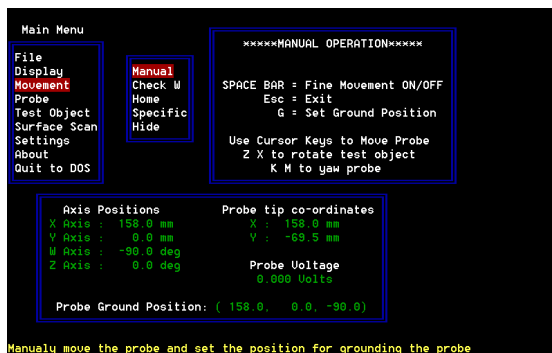 Main Menu
File
Display
Movement
Probe
Test Object
Surface Scan
Settings
About
Quit to DOS
Manual
Check W
Home
Specific
Hide
*****MANUAL OPERATION*****
SPACE BAR = Fine Movement ON/OFF
Esc = Exit
G = Set Ground Position
Use Cursor Keys to Move Probe
Z X to rotate test object
K M to yaw probe
Axis Positions
X Axis : 158.0 mm
Y Axis : 0.0 mm
W Axis : -90.0 deg
Z Axis : 0.0 deg
Probe tip co-ordinates
X : 158.0 mm
Y : -69.5 mm
Probe Voltage
0.000 Volts
Probe Ground Position: ( 158.0, 0.0, -90.0)
Manualy move the probe and set the position for grounding the probe